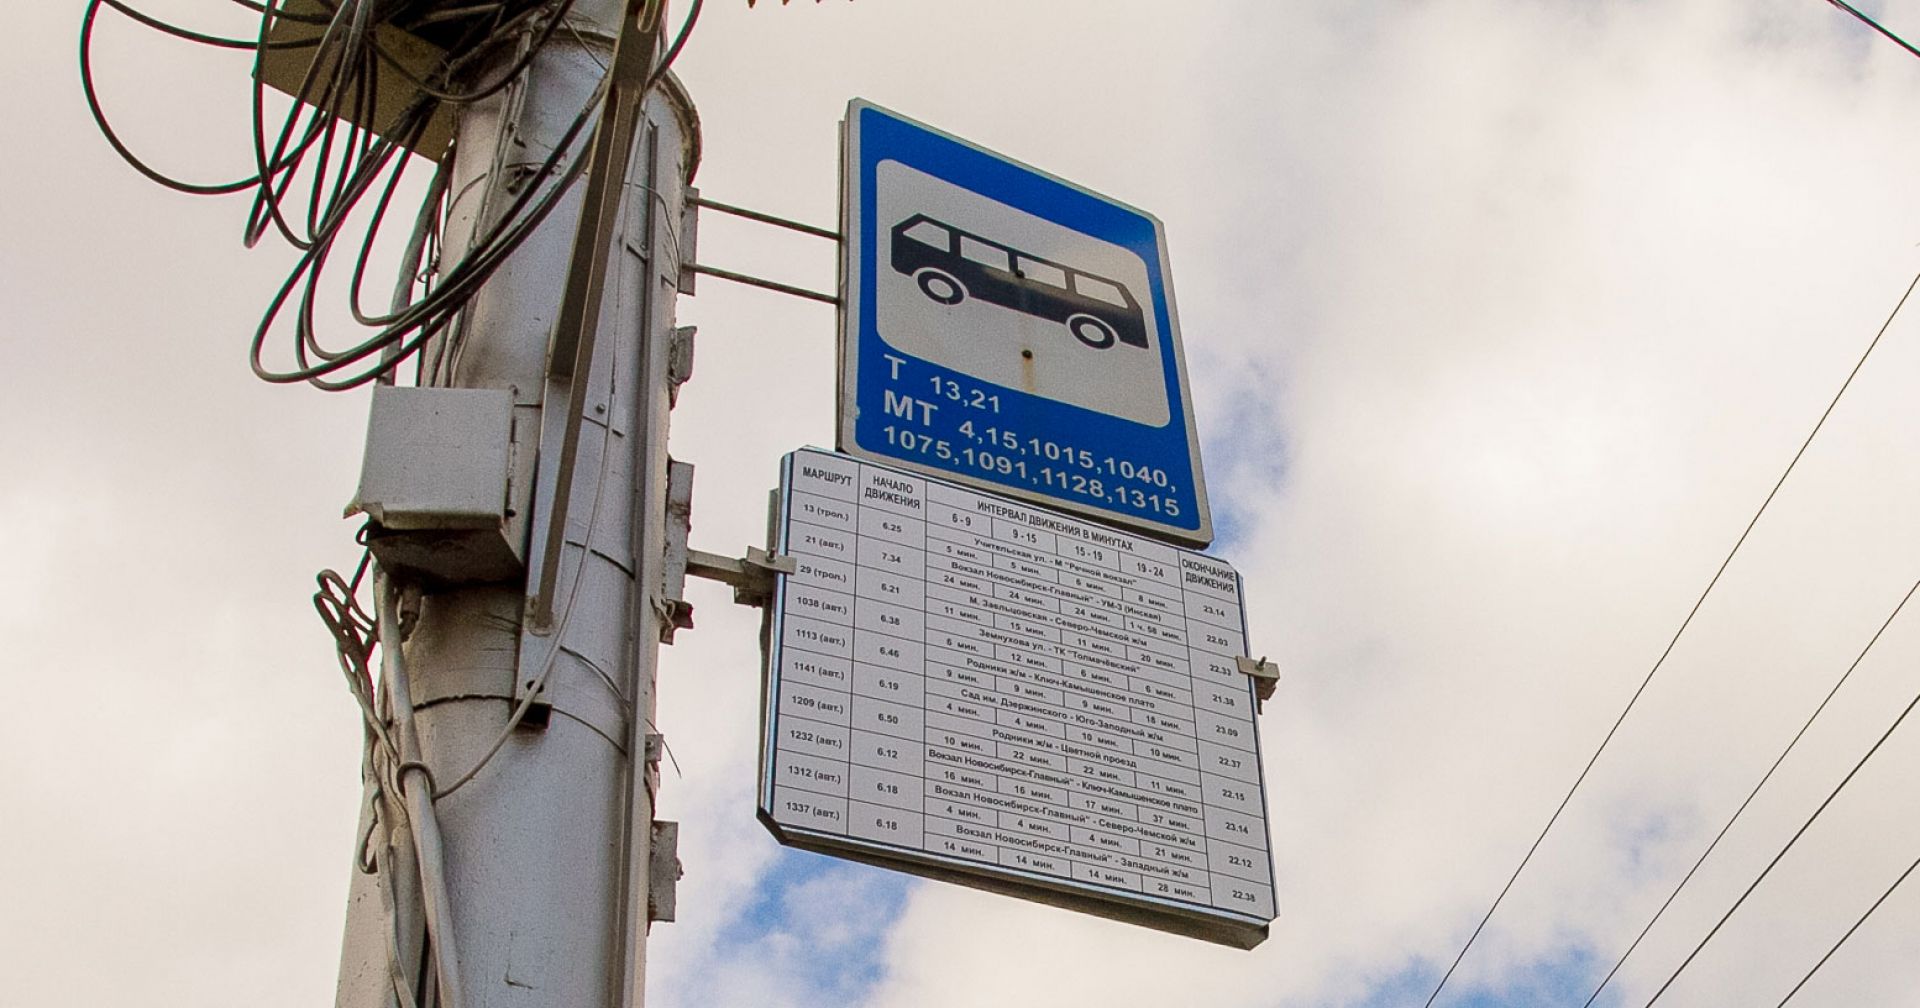 Т 13,21
МТ 4,15,1015,1040,
1075,1091,1128,1315
МАРШРУТ НАЧАЛО ДВИЖЕНИЯ ИНТЕРВАЛ ДВИЖЕНИЯ В МИНУТАХ ОКОНЧАНИЕ ДВИЖЕНИЯ
6 - 9 9 - 15 15 - 19 19 - 24
13 (трол.) 6.25 Учительская ул. - М "Речной вокзал" 23.14
5 мин. 5 мин. 6 мин. 8 мин.
21 (авт.) 7.34 Вокзал Новосибирск-Главный" - УМ-3 (Инская) 22.03
24 мин. 24 мин. 24 мин. 1 ч. 58 мин.
29 (трол.) 6.21 М. Заельцовская - Северо-Чемской ж/м 22.33
11 мин. 15 мин. 11 мин. 20 мин.
1038 (авт.) 6.38 Земнухова ул. - ТК "Толмачёвский" 21.38
6 мин. 12 мин. 6 мин. 6 мин.
1113 (авт.) 6.46 Родники ж/м - Ключ-Камышенское плато 23.09
9 мин. 9 мин. 9 мин. 18 мин.
1141 (авт.) 6.19 Сад им. Дзержинского - Юго-Западный ж/м 22.37
4 мин. 4 мин. 10 мин. 10 мин.
1209 (авт.) 6.50 Родники ж/м - Цветной проезд 22.15
10 мин. 22 мин. 22 мин. 11 мин.
1232 (авт.) 6.12 Вокзал Новосибирск-Главный" - Ключ-Камышенское плато 23.14
16 мин. 16 мин. 17 мин. 37 мин.
1312 (авт.) 6.18 Вокзал Новосибирск-Главный" - Северо-Чемской ж/м 22.12
4 мин. 4 мин. 4 мин. 21 мин.
1337 (авт.) 6.18 Вокзал Новосибирск-Главный" - Западный ж/м 22.38
14 мин. 14 мин. 14 мин. 28 мин.